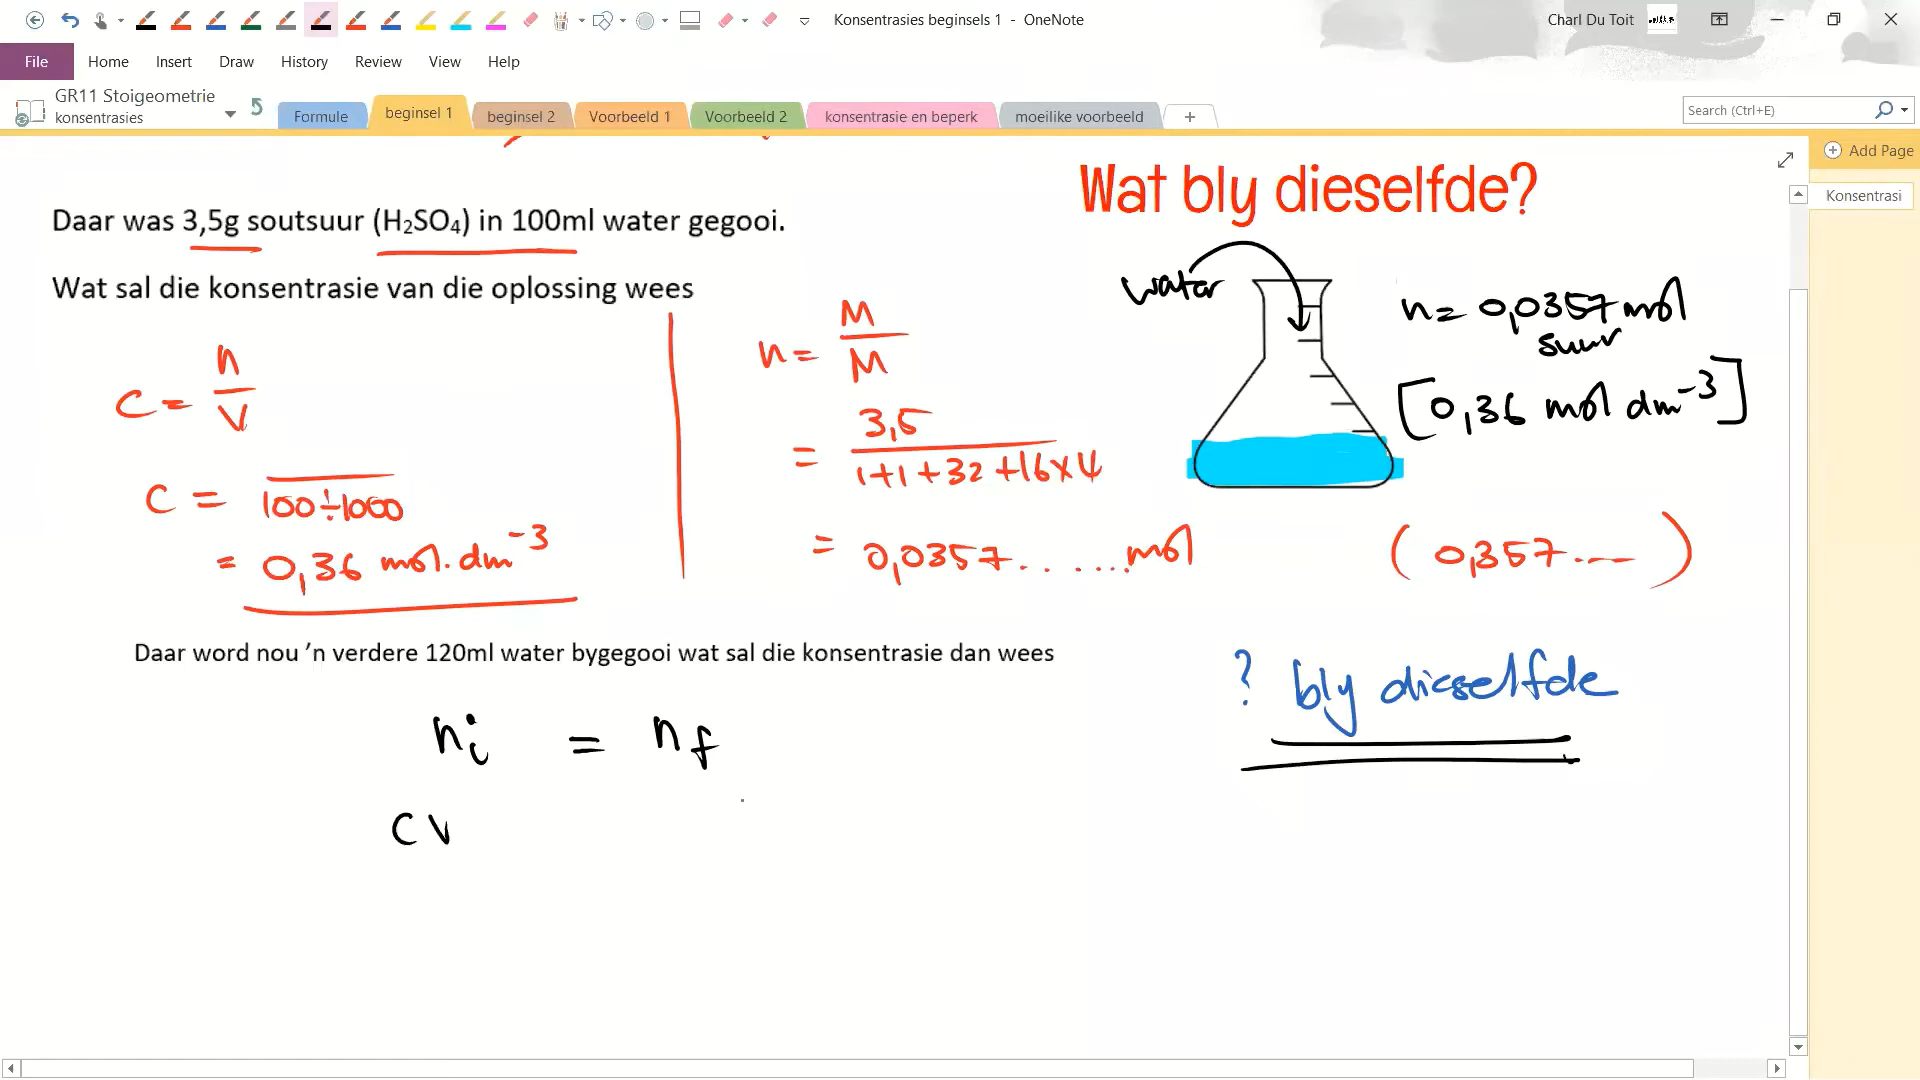 Konsentrasies beginsels 1 - OneNote
Charl Du Toit
File Home Insert Draw History Review View Help
GR11 Stoigeometrie
konsentrasies
Formule beginsel 1 beginsel 2 Voorbeeld 1 Voorbeeld 2 konsentrasie en beperk moeilike voorbeeld +
Search (Ctrl+E)
Add Page
Konsentrasi
Wat bly dieselfde?
Daar was 3,5g soutsuur (H₂SO₄) in 100ml water gegooi.
Wat sal die konsentrasie van die oplossing wees
c = n/V
c = /100÷1000
= 0,36 mol.dm⁻³
n = M/M
= 3,5/1+1+32+16x4
= 0,0357.......mol
water
n= 0,0357 mol
suur
[0,36 mol dm⁻³]
(0,357.....)
Daar word nou 'n verdere 120ml water bygegooi wat sal die konsentrasie dan wees
? bly dieselfde
nᵢ = n_f
CV